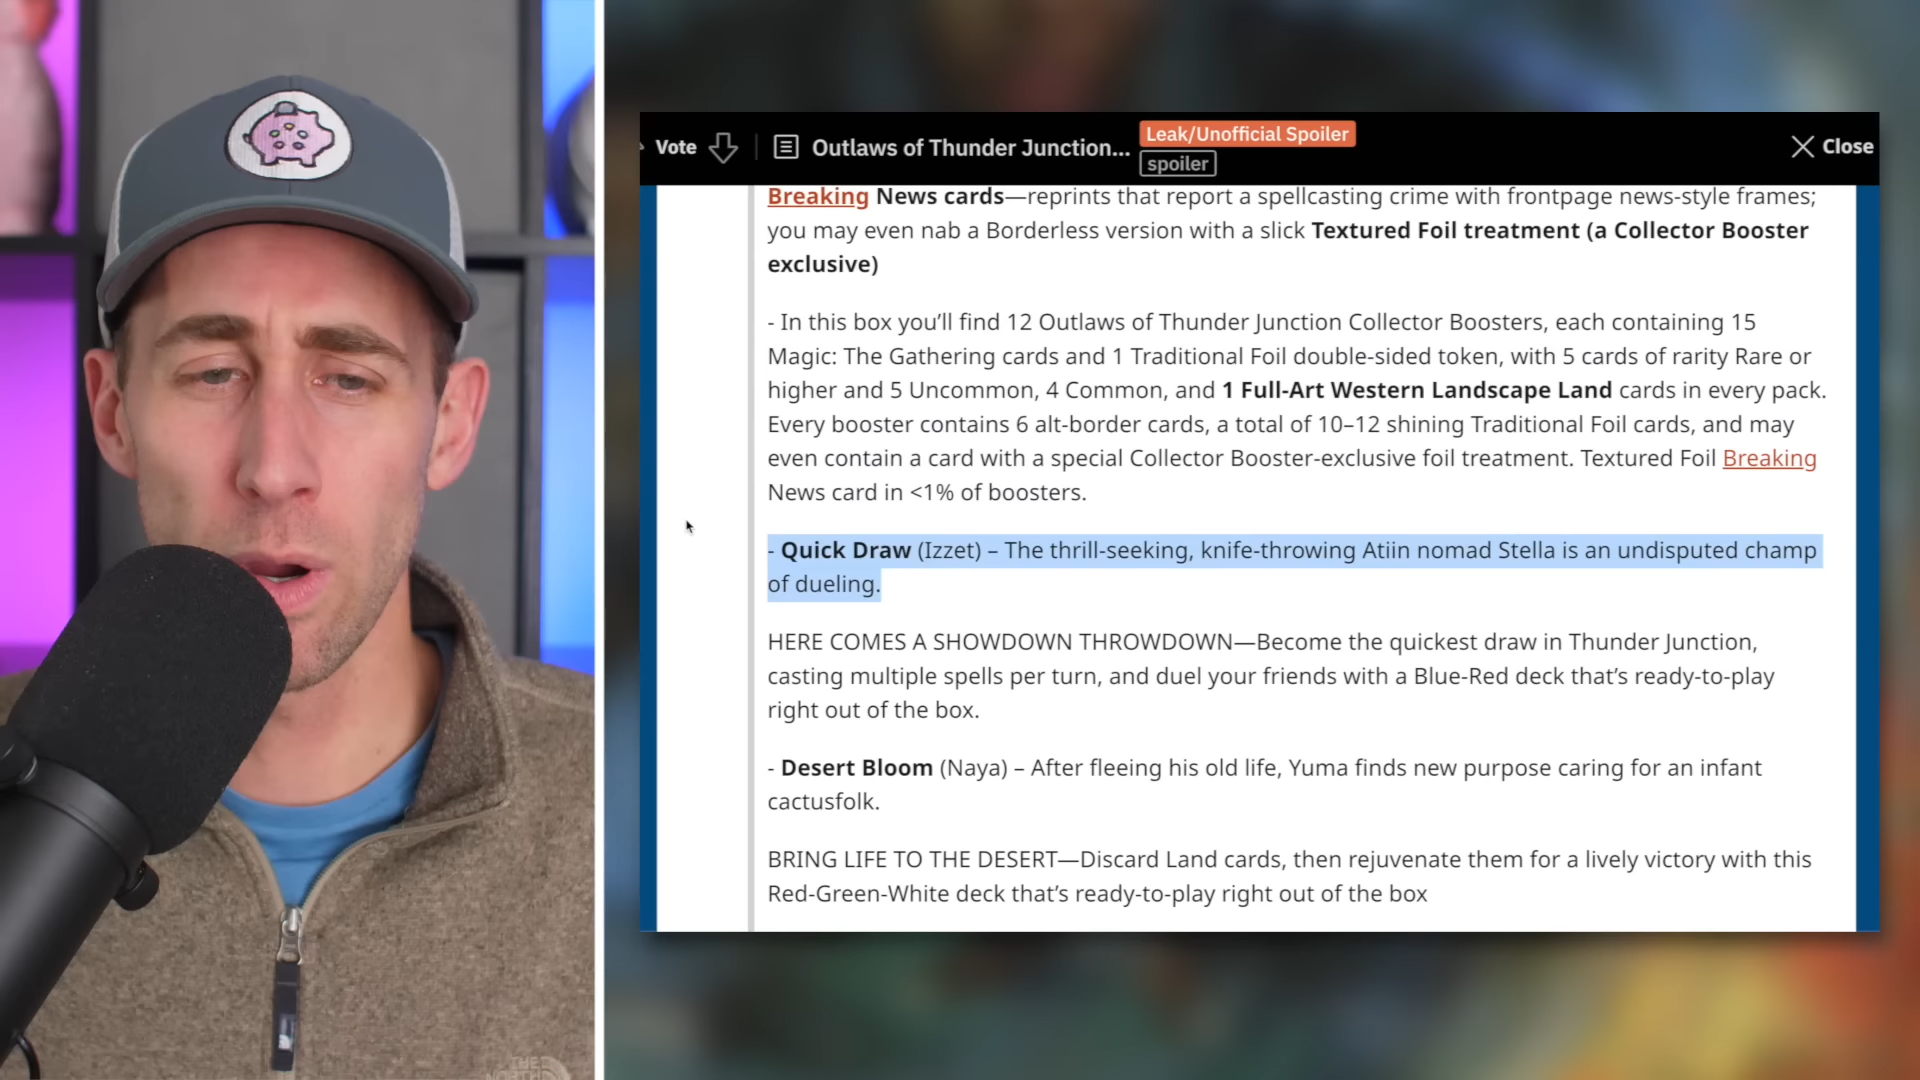 Vote
Outlaws of Thunder Junction...
Leak/Unofficial Spoiler
spoiler
Close
Breaking News cards—reprints that report a spellcasting crime with frontpage news-style frames;
you may even nab a Borderless version with a slick Textured Foil treatment (a Collector Booster
exclusive)
- In this box you’ll find 12 Outlaws of Thunder Junction Collector Boosters, each containing 15
Magic: The Gathering cards and 1 Traditional Foil double-sided token, with 5 cards of rarity Rare or
higher and 5 Uncommon, 4 Common, and 1 Full-Art Western Landscape Land cards in every pack.
Every booster contains 6 alt-border cards, a total of 10–12 shining Traditional Foil cards, and may
even contain a card with a special Collector Booster-exclusive foil treatment. Textured Foil Breaking
News card in <1% of boosters.
- Quick Draw (Izzet) – The thrill-seeking, knife-throwing Atiin nomad Stella is an undisputed champ
of dueling.
HERE COMES A SHOWDOWN THROWDOWN—Become the quickest draw in Thunder Junction,
casting multiple spells per turn, and duel your friends with a Blue-Red deck that’s ready-to-play
right out of the box.
- Desert Bloom (Naya) – After fleeing his old life, Yuma finds new purpose caring for an infant
cactusfolk.
BRING LIFE TO THE DESERT—Discard Land cards, then rejuvenate them for a lively victory with this
Red-Green-White deck that’s ready-to-play right out of the box
THE
NORTH